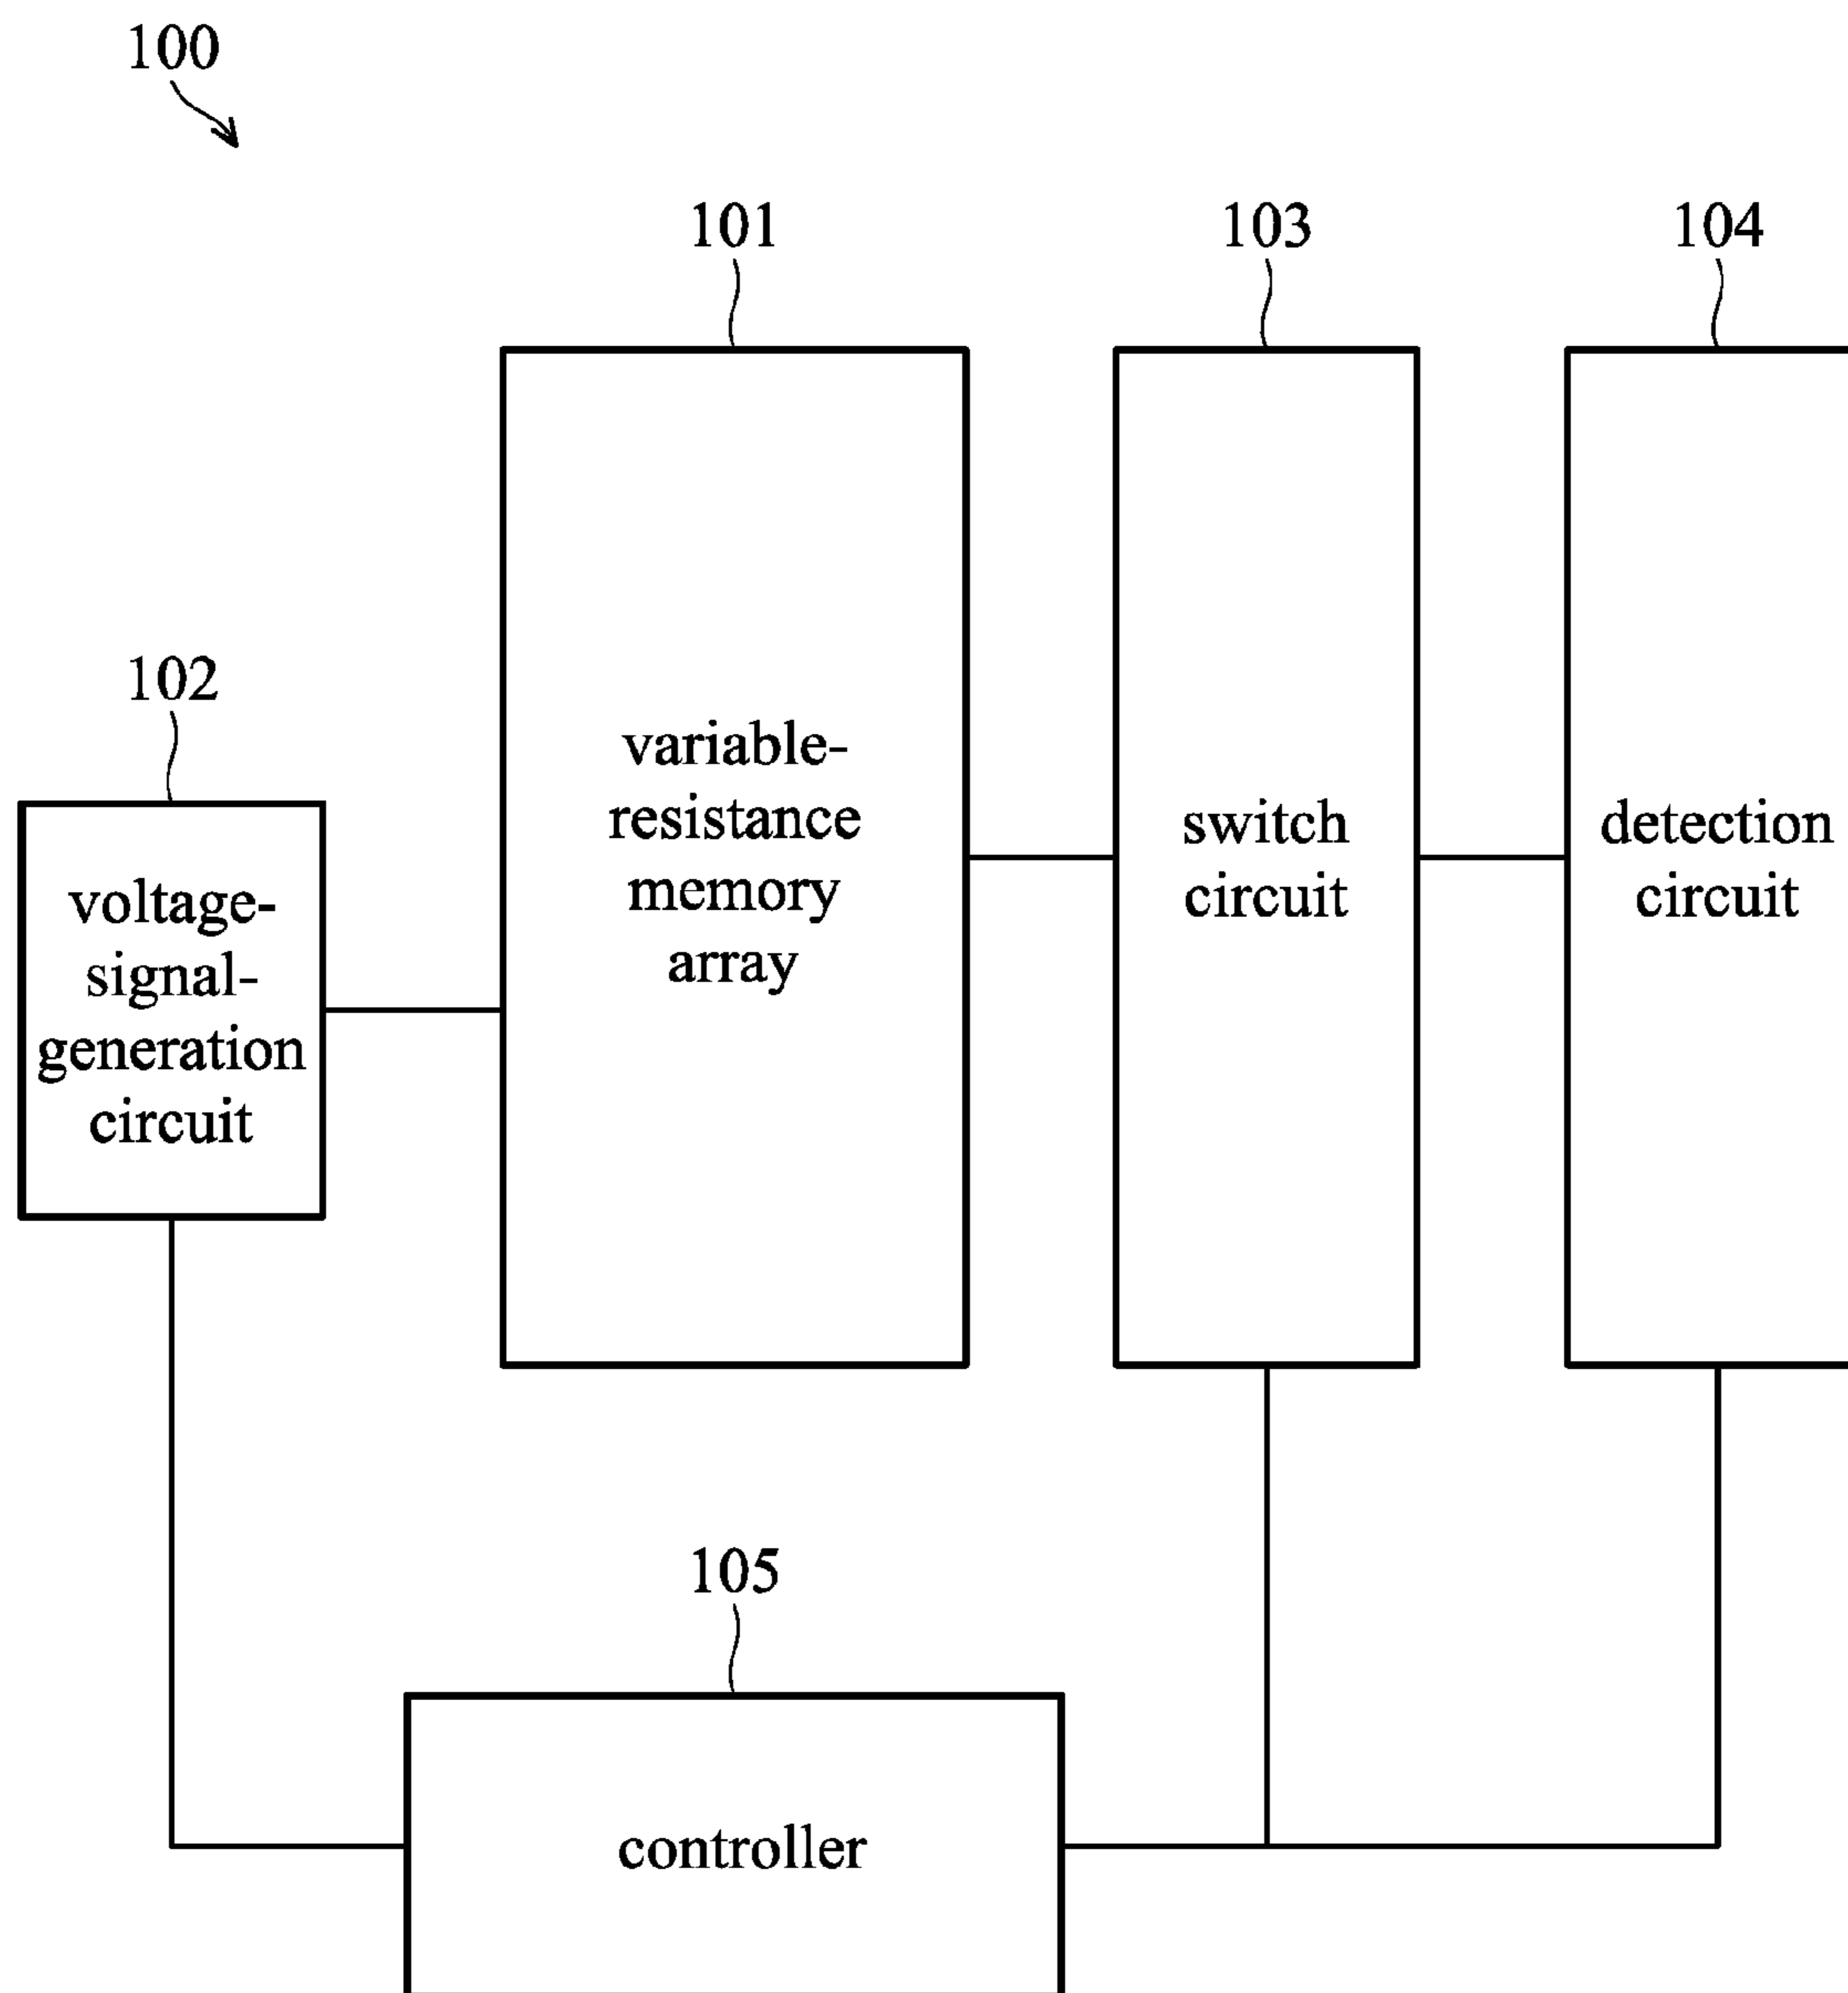 100
101
103
104
102
variable-
resistance
memory
array
switch
circuit
detection
circuit
voltage-
signal-
generation
circuit
105
controller